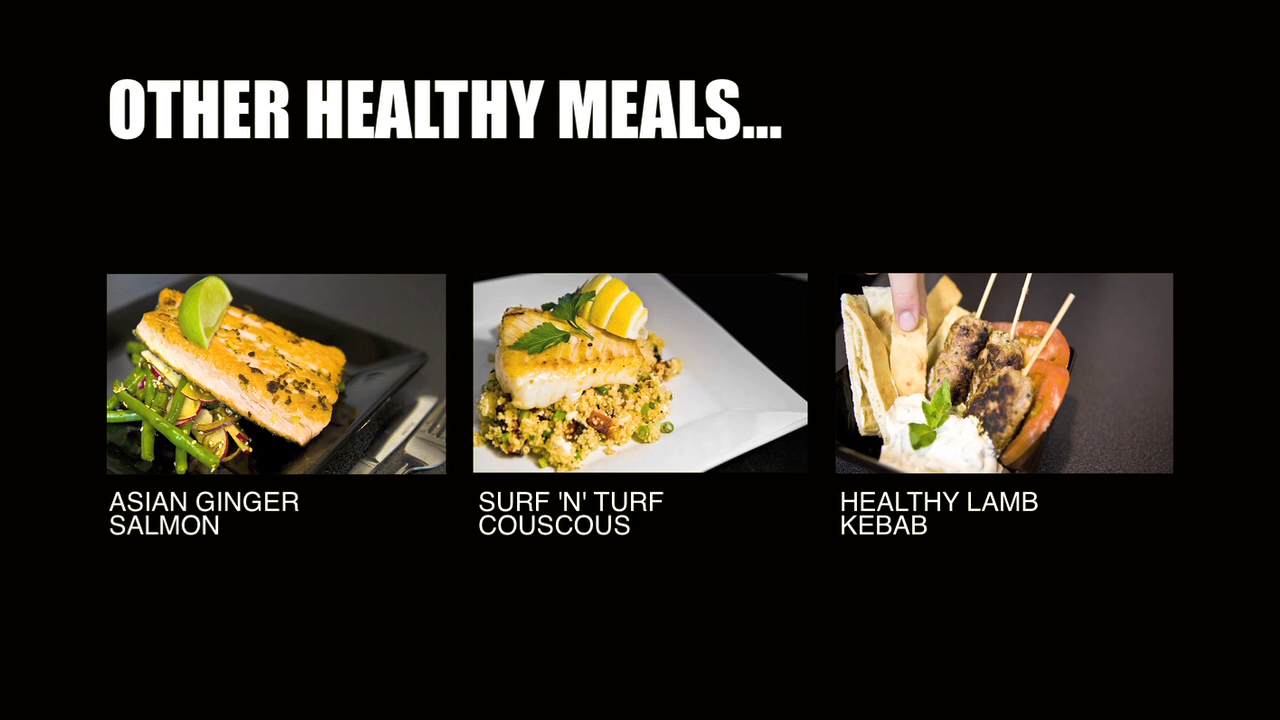 OTHER HEALTHY MEALS...
ASIAN GINGER
SALMON
SURF 'N' TURF
COUSCOUS
HEALTHY LAMB
KEBAB